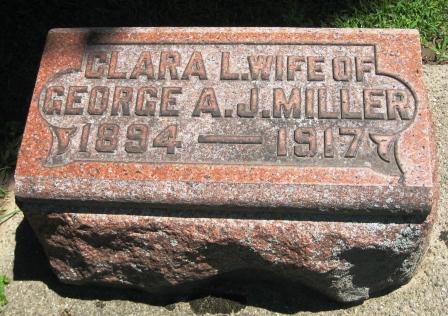 CLARA L. WIFE OF
GEORGE A. J. MILLER
1894 — 1917